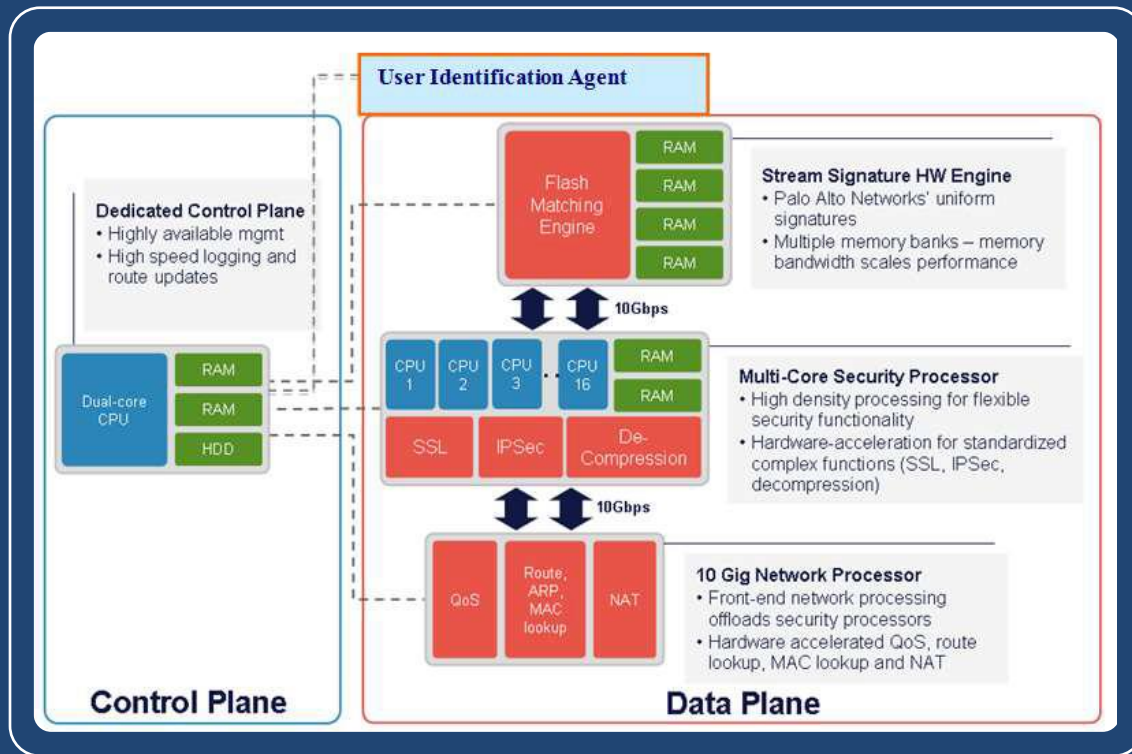 User Identification Agent
Dedicated Control Plane
• Highly available mgmt
• High speed logging and
route updates
Dual-core
CPU
RAM
RAM
HDD
Control Plane
Flash
Matching
Engine
RAM
RAM
RAM
RAM
Stream Signature HW Engine
• Palo Alto Networks' uniform
signatures
• Multiple memory banks – memory
bandwidth scales performance
10Gbps
CPU
1
CPU
2
CPU
3
..
CPU
16
RAM
RAM
SSL
IPSec
De-
Compression
Multi-Core Security Processor
• High density processing for flexible
security functionality
• Hardware-acceleration for standardized
complex functions (SSL, IPSec,
decompression)
10Gbps
QoS
Route,
ARP,
MAC
lookup
NAT
10 Gig Network Processor
• Front-end network processing
offloads security processors
• Hardware accelerated QoS, route
lookup, MAC lookup and NAT
Data Plane